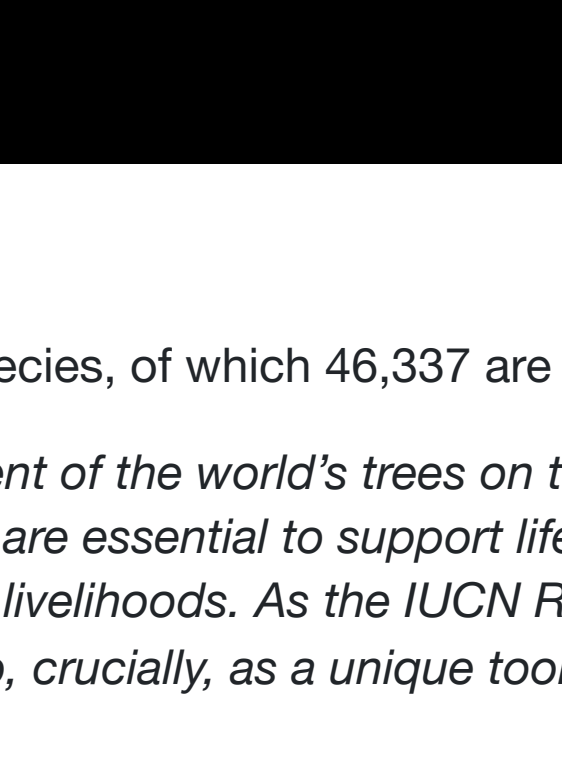 ecies, of which 46,337 are
ent of the world’s trees on t
are essential to support life
livelihoods. As the IUCN R
o, crucially, as a unique tool